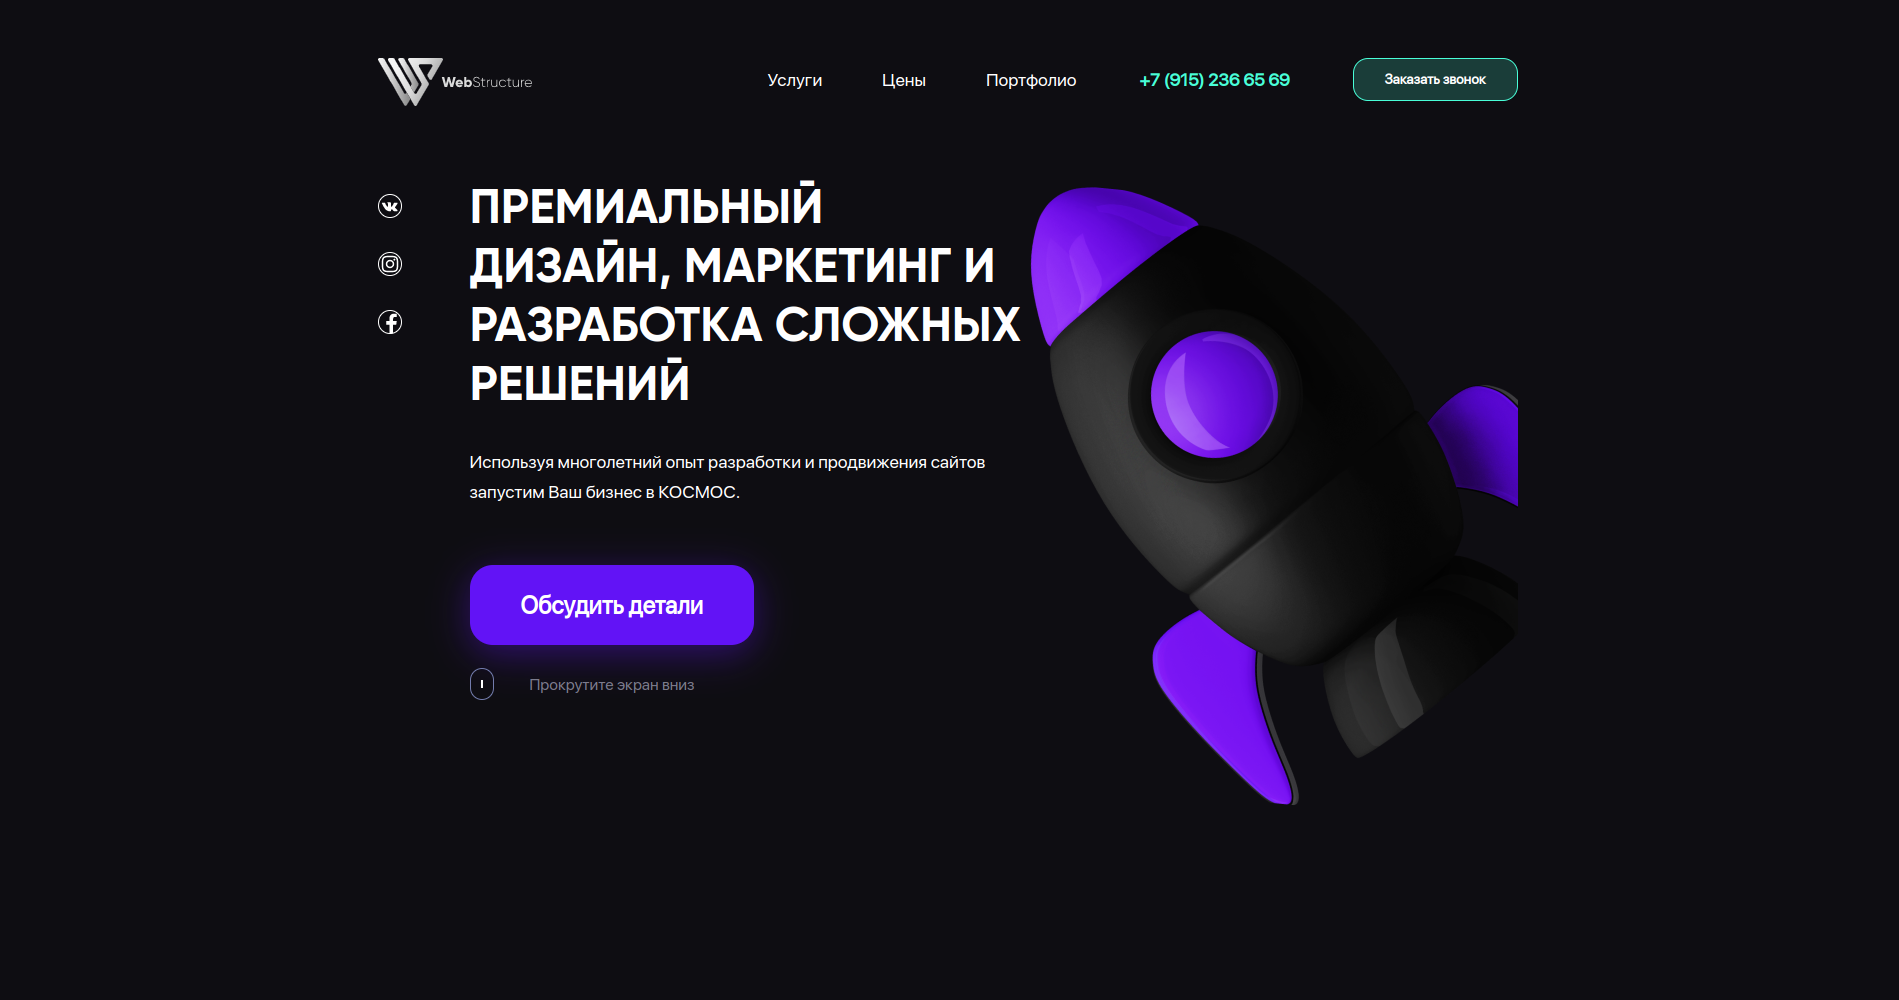 WebStructure
Услуги
Цены
Портфолио
+7 (915) 236 65 69
Заказать звонок
ПРЕМИАЛЬНЫЙ
ДИЗАЙН, МАРКЕТИНГ И
РАЗРАБОТКА СЛОЖНЫХ
РЕШЕНИЙ
Используя многолетний опыт разработки и продвижения сайтов
запустим Ваш бизнес в КОСМОС.
Обсудить детали
Прокрутите экран вниз